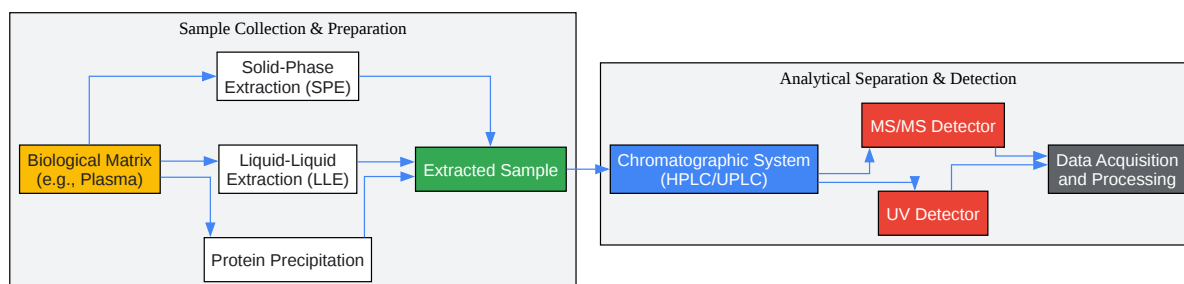 Sample Collection & Preparation
Solid-Phase
Extraction (SPE)
Biological Matrix
(e.g., Plasma)
Liquid-Liquid
Extraction (LLE)
Protein Precipitation
Extracted Sample
Analytical Separation & Detection
Chromatographic System
(HPLC/UPLC)
MS/MS Detector
UV Detector
Data Acquisition
and Processing